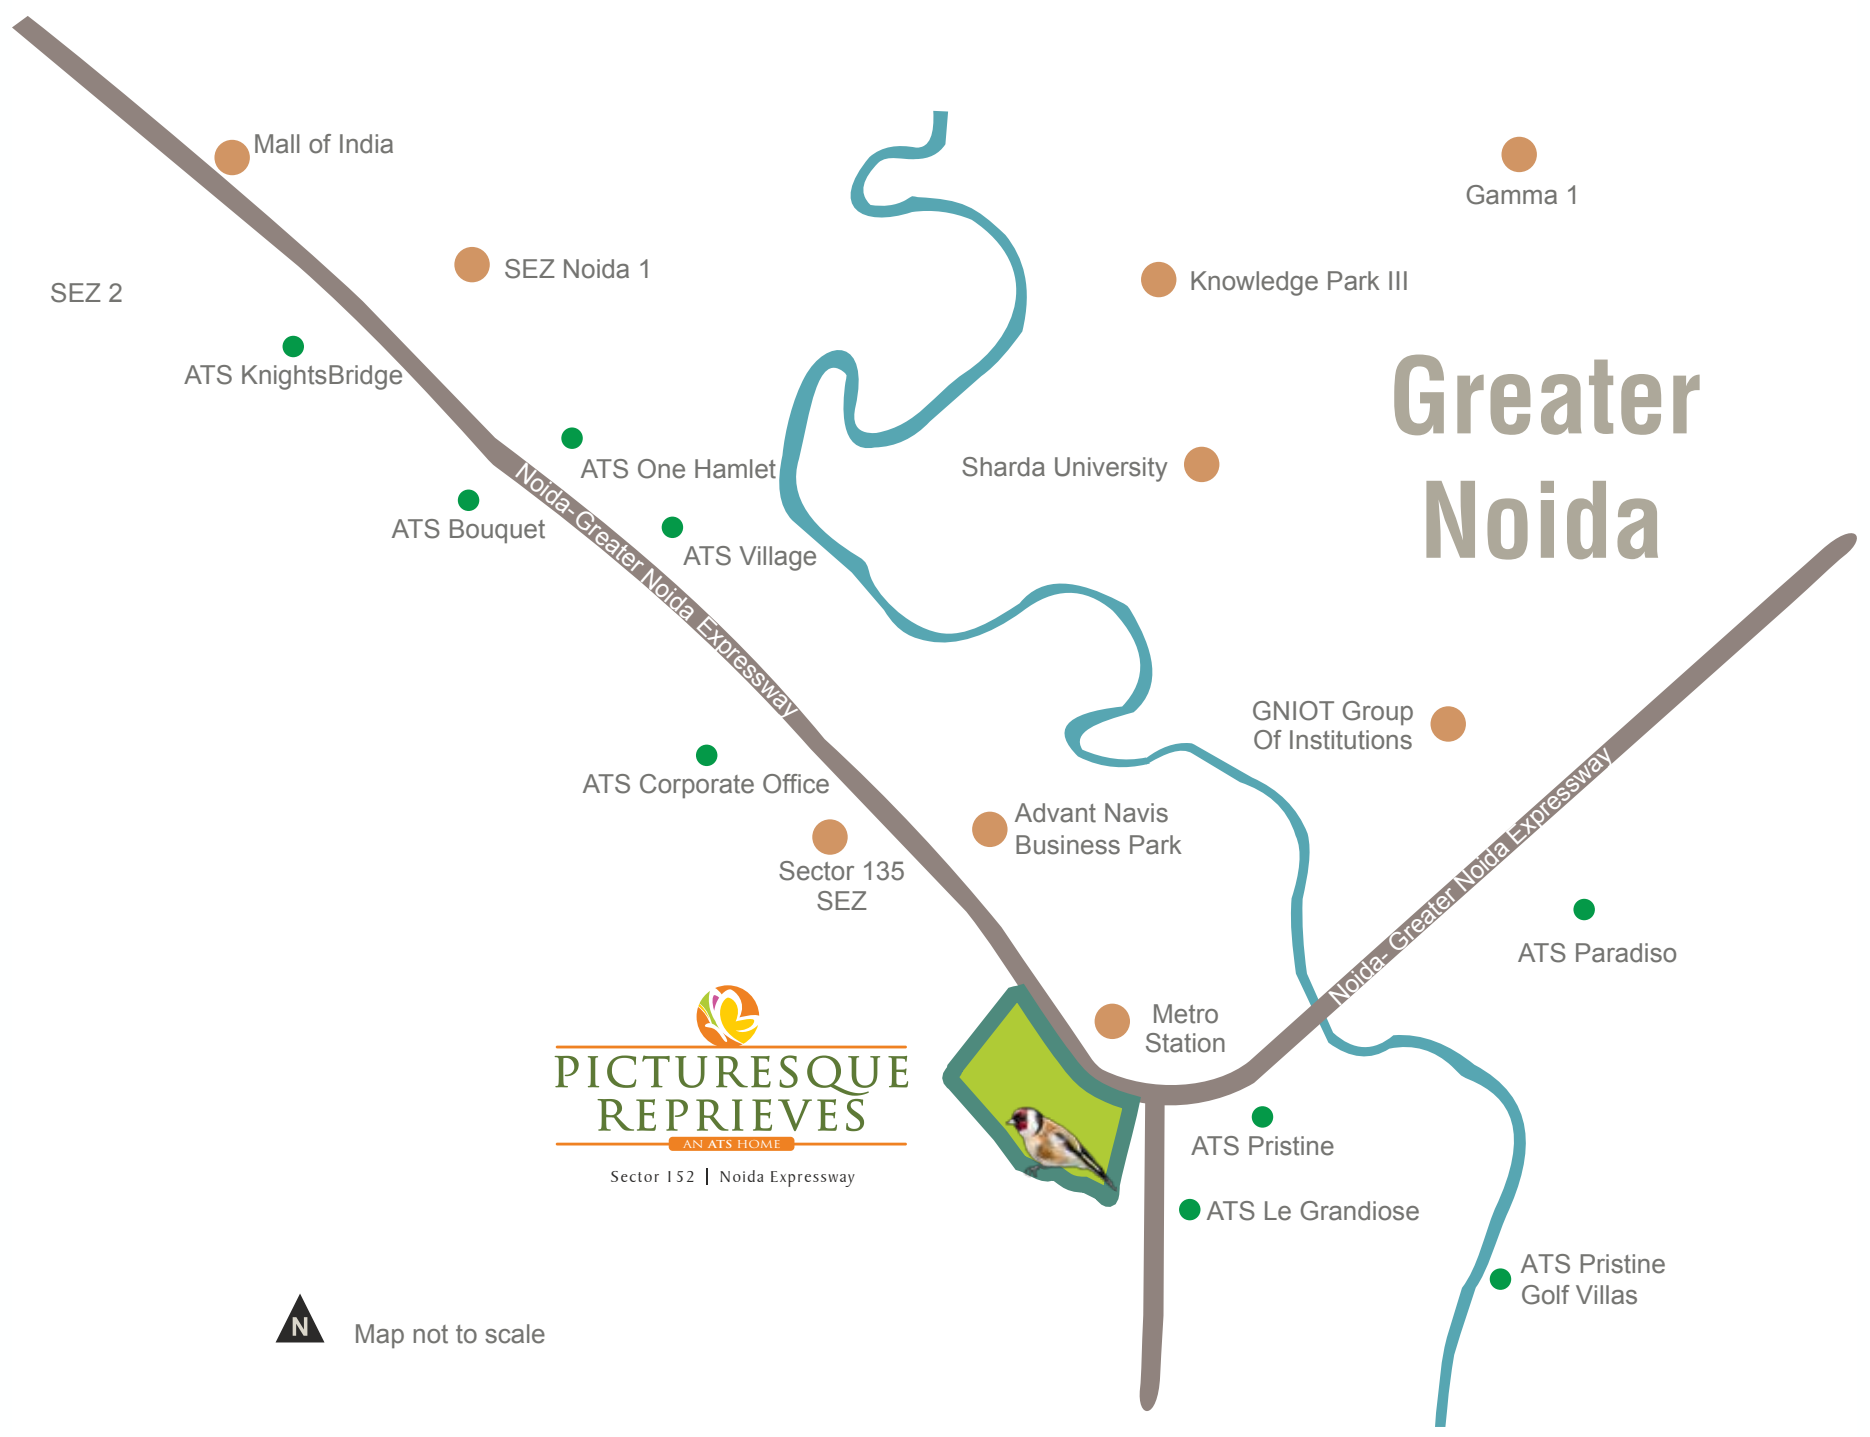 Mall of India
Gamma 1
SEZ Noida 1
Knowledge Park III
SEZ 2
ATS KnightsBridge
Greater
Noida
ATS One Hamlet
Sharda University
ATS Bouquet
ATS Village
Noida- Greater Noida Expressway
GNIOT Group
Of Institutions
ATS Corporate Office
Advant Navis
Business Park
Sector 135
SEZ
Noida- Greater Noida Expressway
ATS Paradiso
Metro
Station
PICTURESQUE
REPRIEVES
AN ATS HOME
Sector 152 | Noida Expressway
ATS Pristine
ATS Le Grandiose
ATS Pristine
Golf Villas
N
Map not to scale